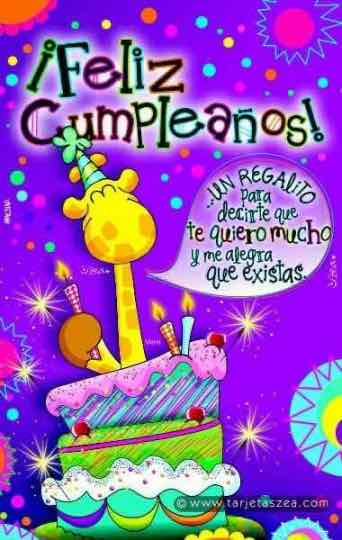 ¡Feliz
Cumpleaños!
...UN REGALITO
para
decirte que
te quiero mucho
y me alegra
que existas.
© www.tarjetaszea.com